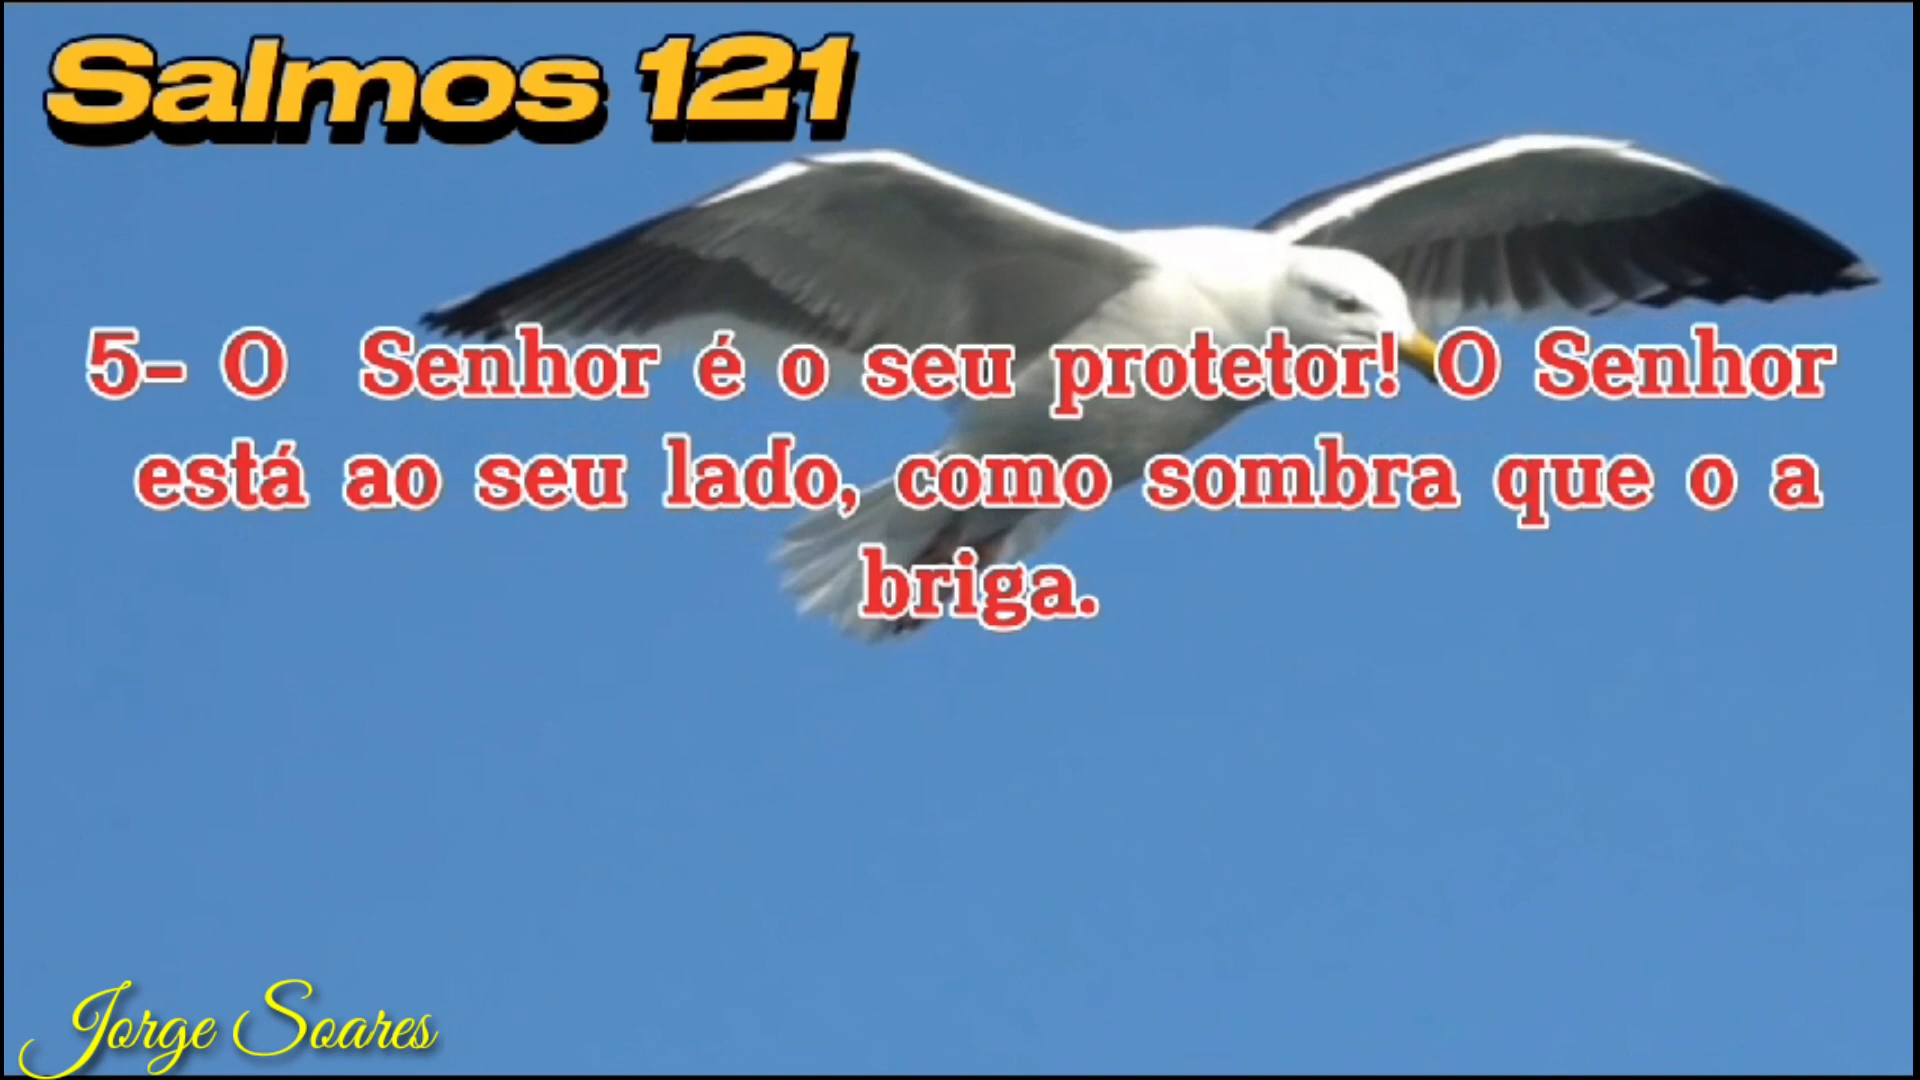 Salmos 121
5- O Senhor é o seu protetor! O Senhor
está ao seu lado, como sombra que o a
briga.
Jorge Soares